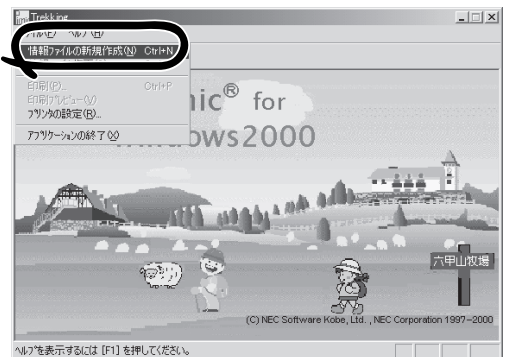 Trekking
ファイル(F) ヘルプ(H)
情報ファイルの新規作成(N) Ctrl+N
印刷(P)... Ctrl+P
印刷プレビュー(V)
プリンタの設定(R)...
アプリケーションの終了(X)
ic® for
ows2000
六甲山牧場
(C) NEC Software Kobe, Ltd. , NEC Corporation 1997-2000
ヘルプを表示するには [F1] を押してください。